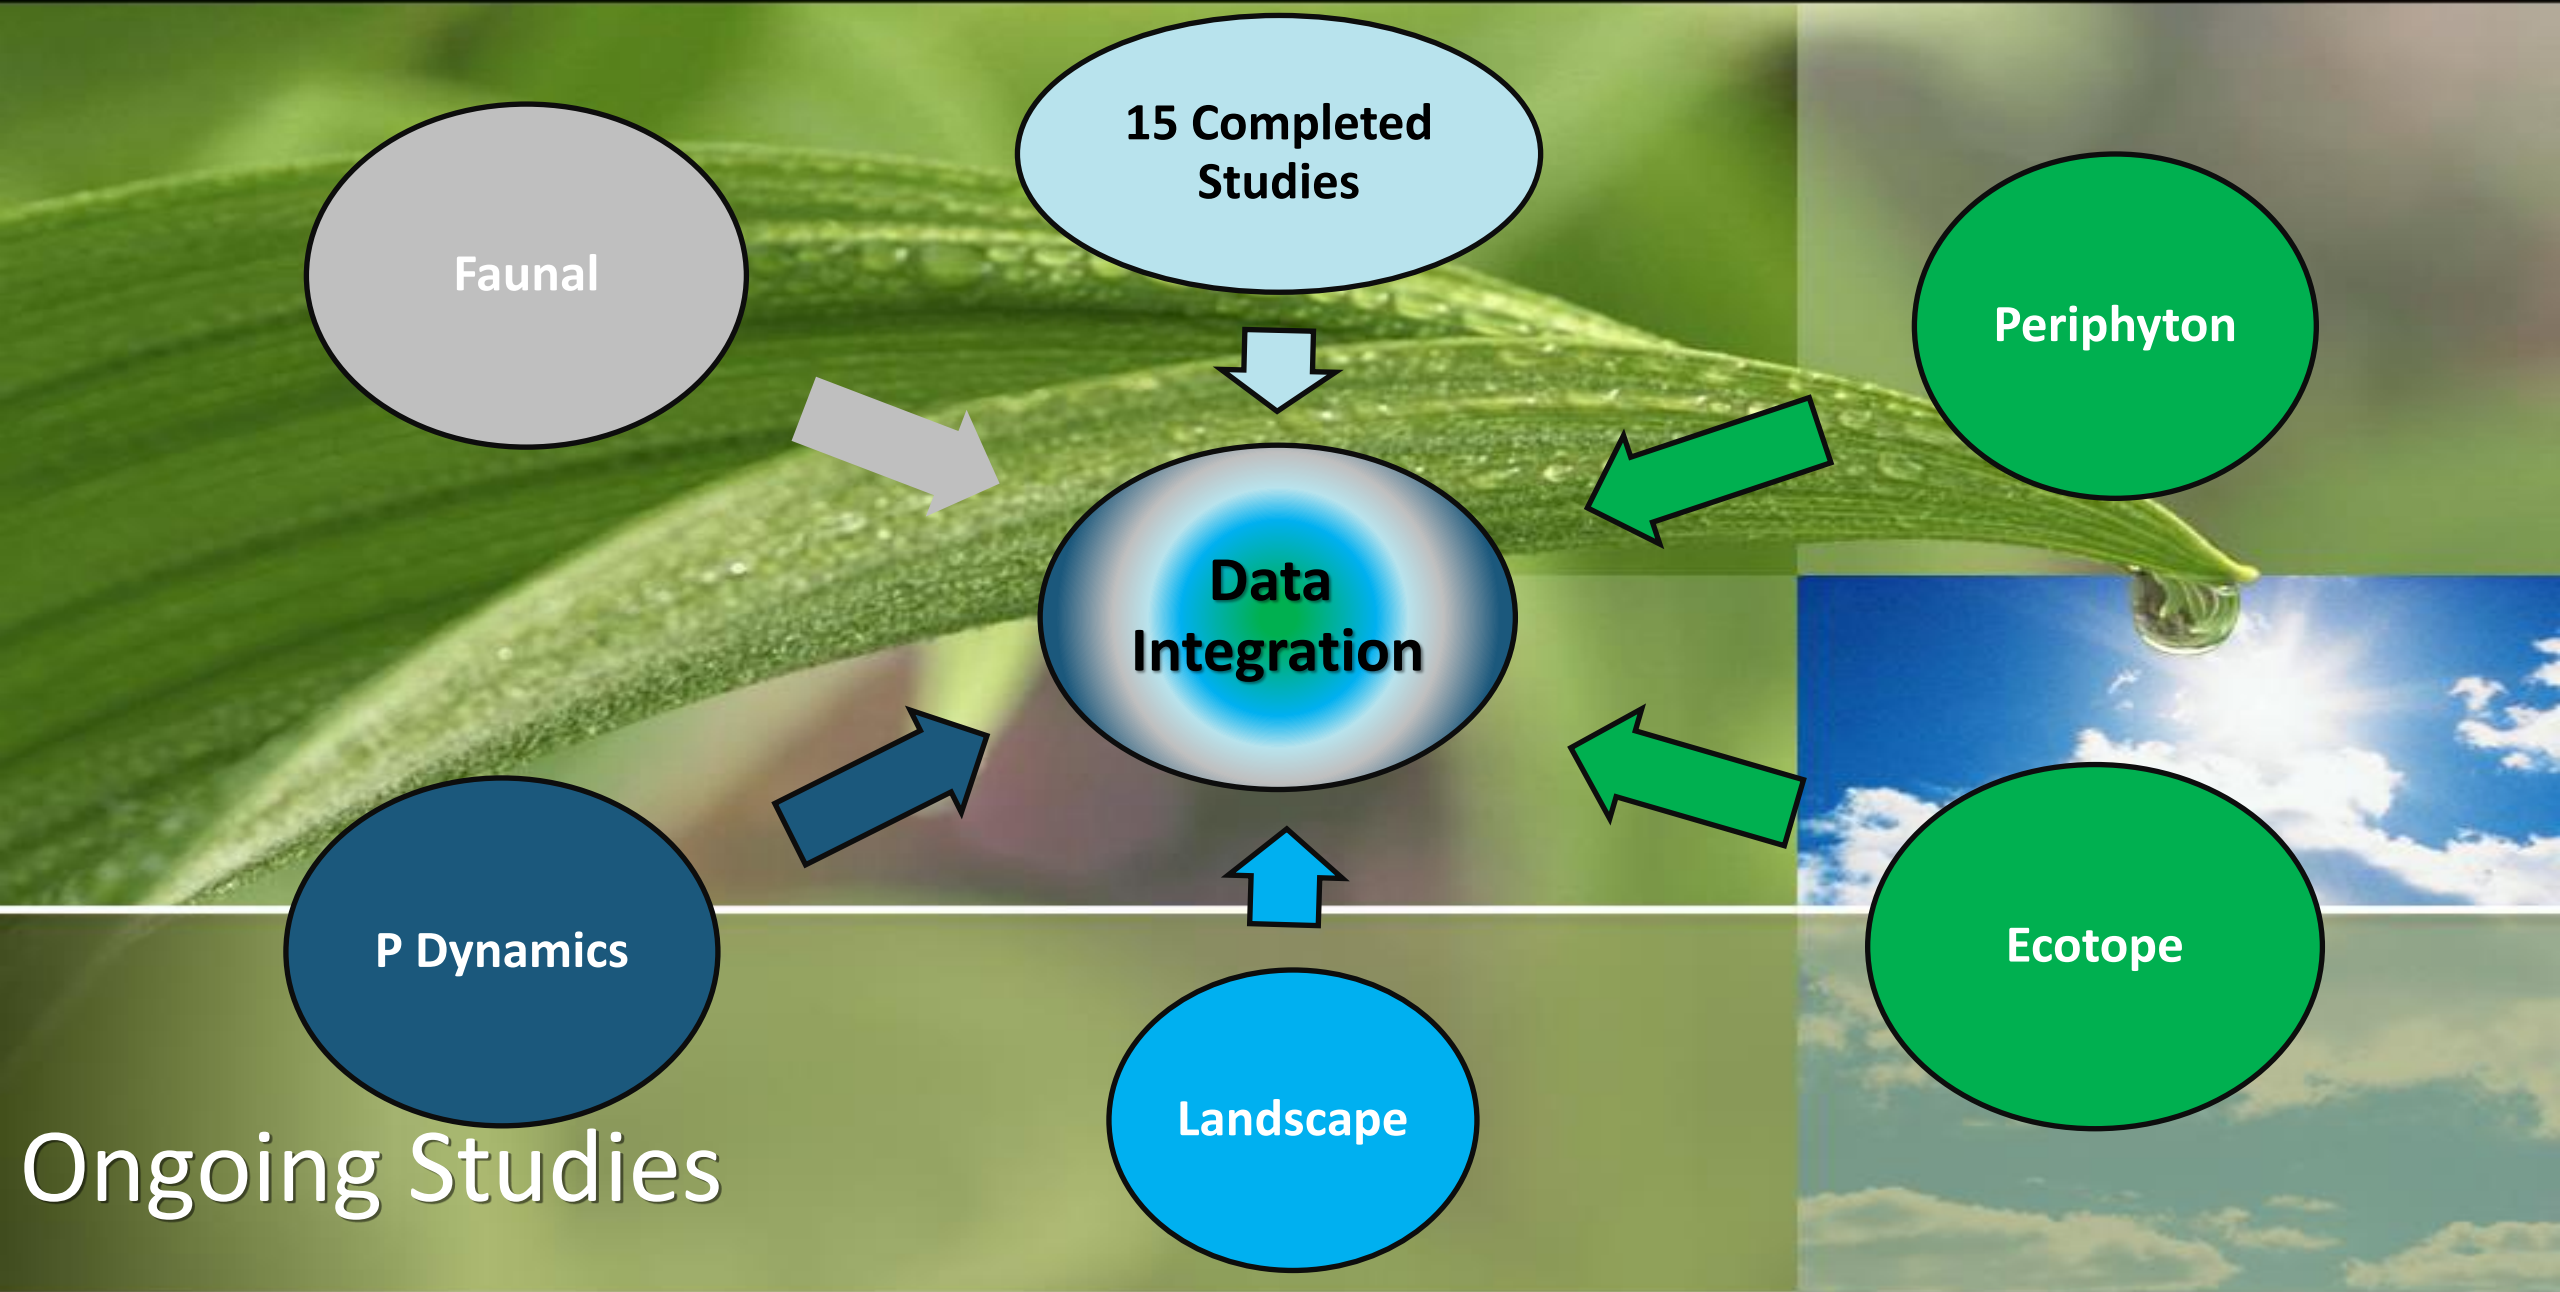 15 Completed
Studies
Faunal
Periphyton
Data
Integration
P Dynamics
Ecotope
Landscape
Ongoing Studies